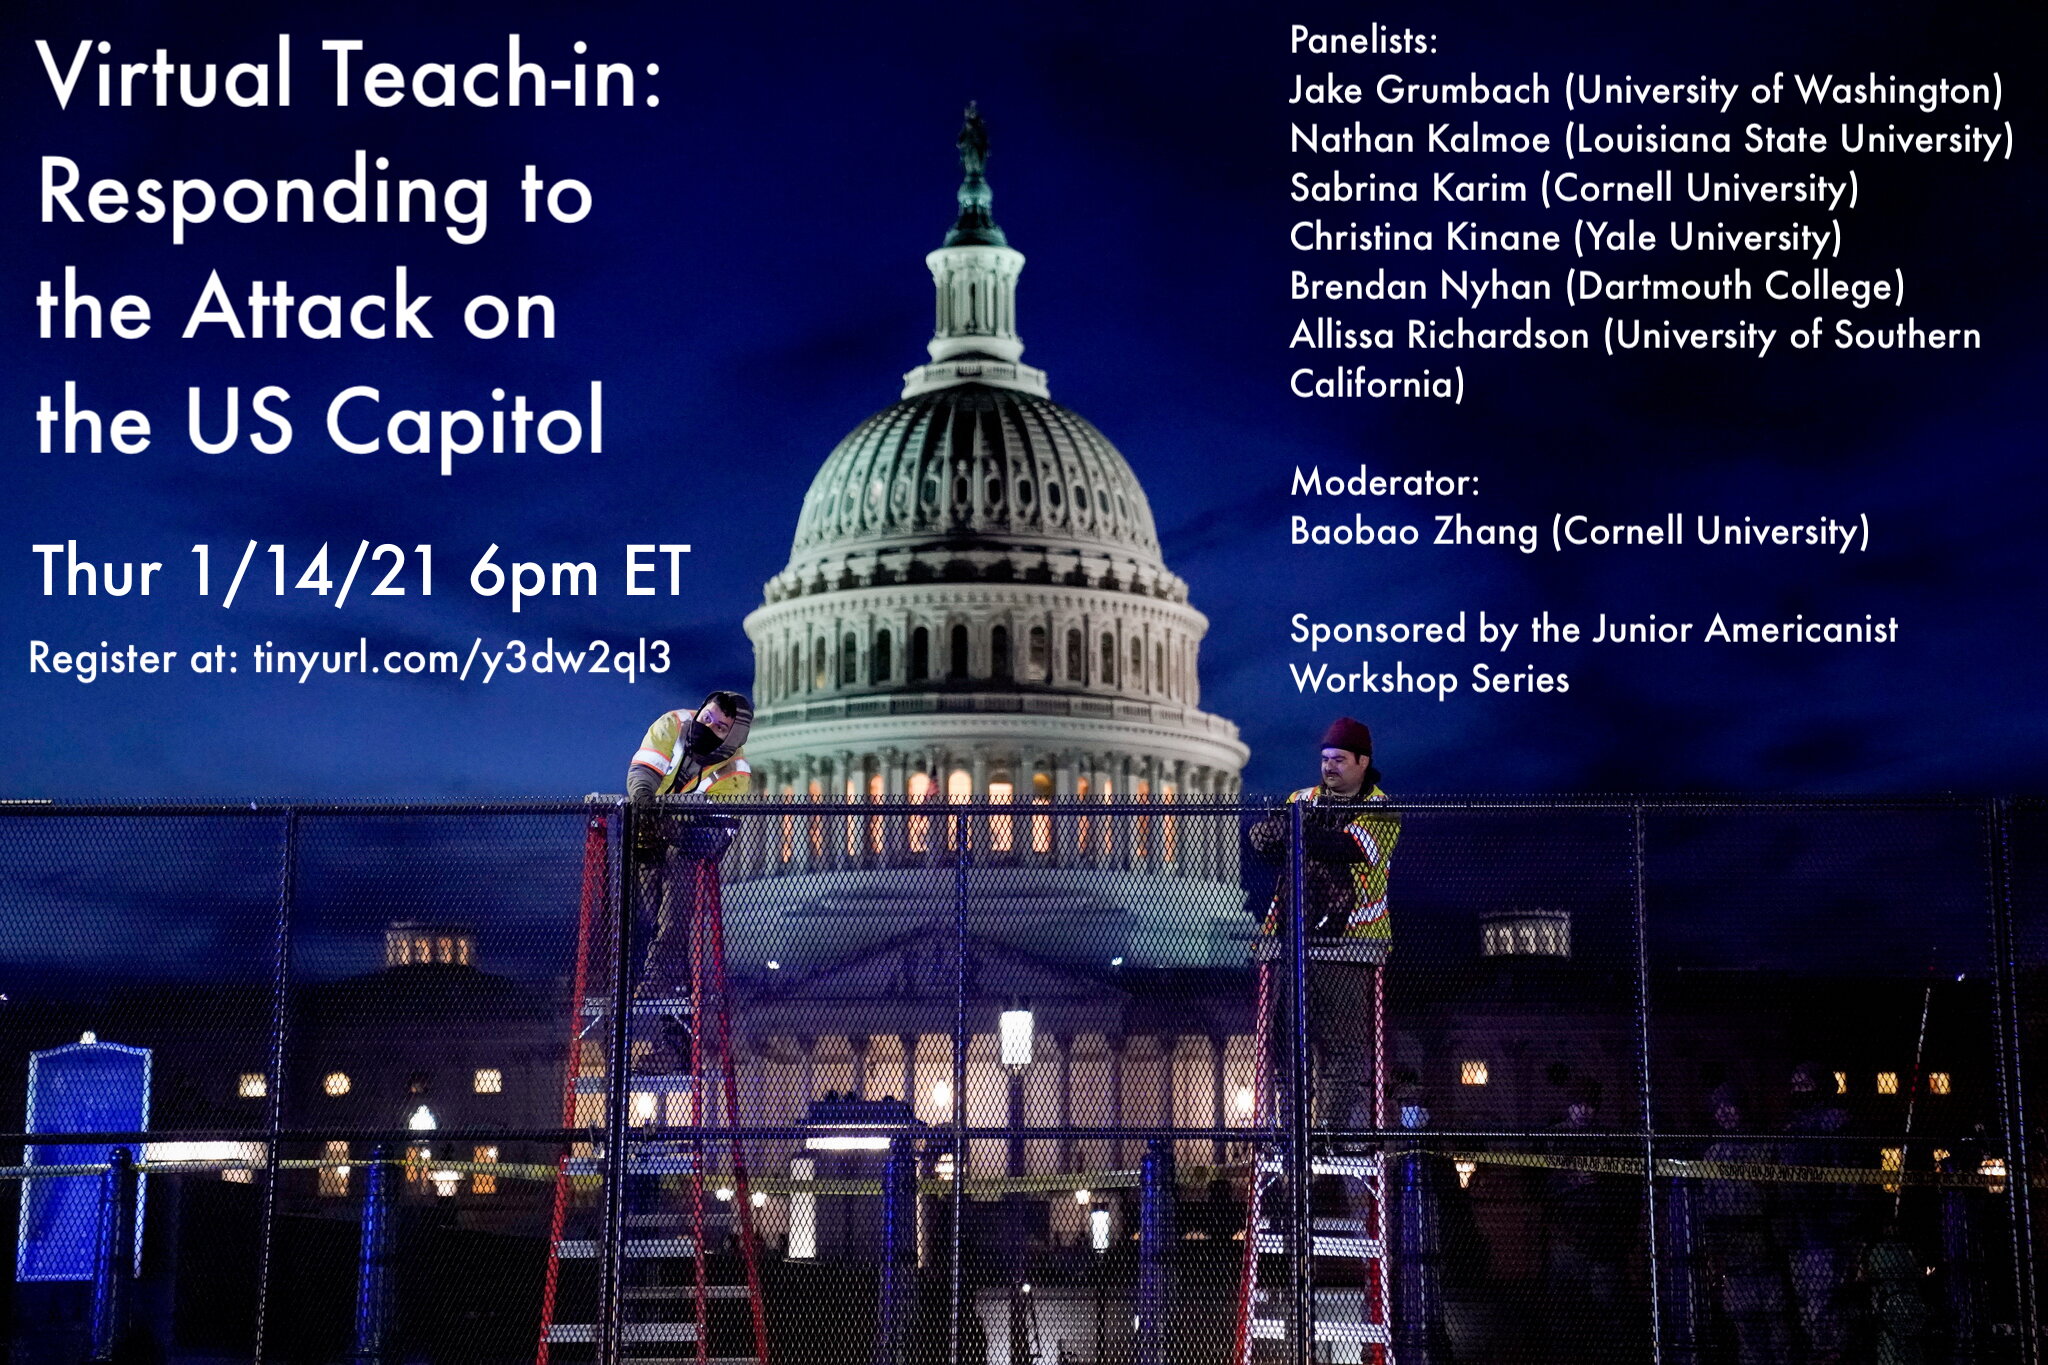 Virtual Teach-in:
Responding to
the Attack on
the US Capitol
Thur 1/14/21 6pm ET
Register at: tinyurl.com/y3dw2ql3
Panelists:
Jake Grumbach (University of Washington)
Nathan Kalmoe (Louisiana State University)
Sabrina Karim (Cornell University)
Christina Kinane (Yale University)
Brendan Nyhan (Dartmouth College)
Allissa Richardson (University of Southern
California)
Moderator:
Baobao Zhang (Cornell University)
Sponsored by the Junior Americanist
Workshop Series